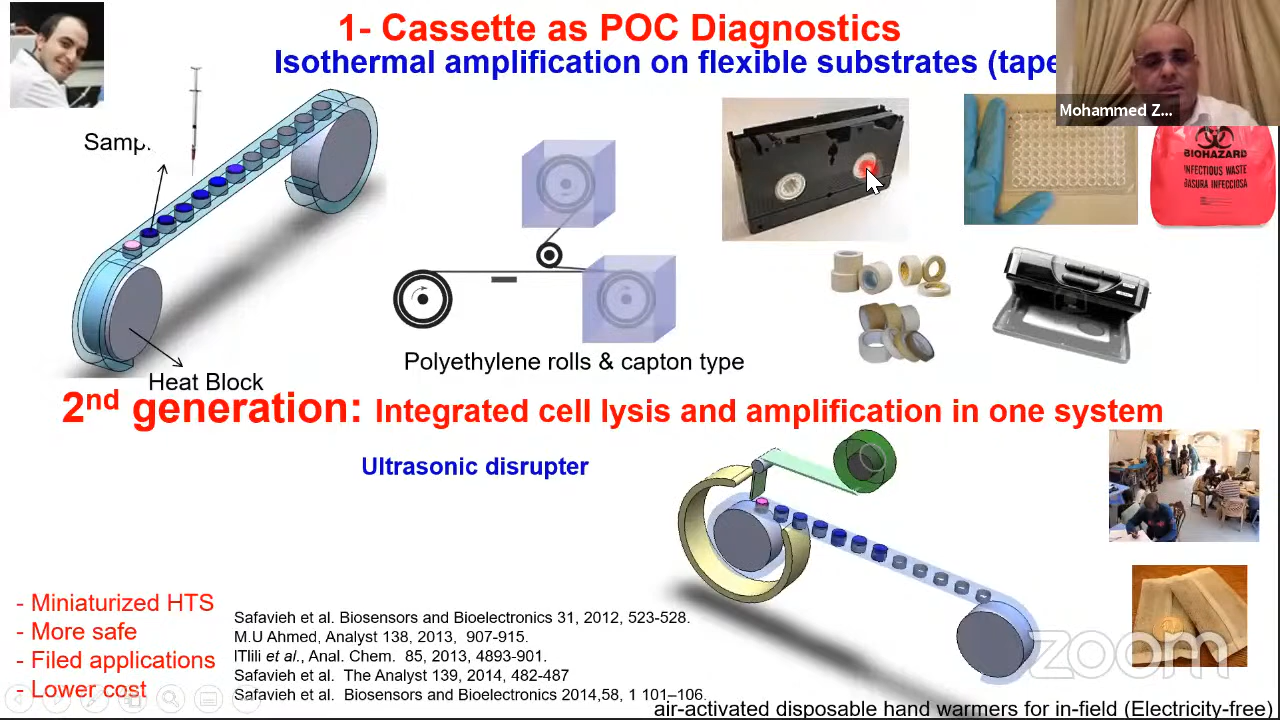 1- Cassette as POC Diagnostics
Isothermal amplification on flexible substrates (tape
Mohammed Z...
BIOHAZARD
INFECTIOUS WASTE
BASURA INFECCIOSA
Heat Block
Polyethylene rolls & capton type
2nd generation: Integrated cell lysis and amplification in one system
Ultrasonic disrupter
- Miniaturized HTS
- More safe
- Filed applications
- Lower cost
Safavieh et al. Biosensors and Bioelectronics 31, 2012, 523-528.
M.U Ahmed, Analyst 138, 2013, 907-915.
ITlili et al., Anal. Chem. 85, 2013, 4893-901.
Safavieh et al. The Analyst 139, 2014, 482-487
Safavieh et al. Biosensors and Bioelectronics 2014,58, 1 101–106.
zoom
air-activated disposable hand warmers for in-field (Electricity-free)